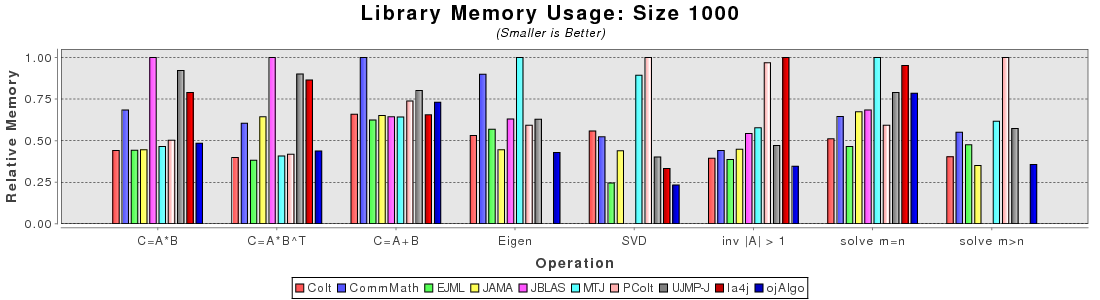 Library Memory Usage: Size 1000
(Smaller is Better)
Relative Memory
1.00
0.75
0.50
0.25
0.00
C=A*B C=A*B^T C=A+B Eigen SVD inv |A| > 1 solve m=n solve m>n
Operation
Colt CommMath EJML JAMA JBLAS MTJ PColt UJMP-J la4j ojAlgo